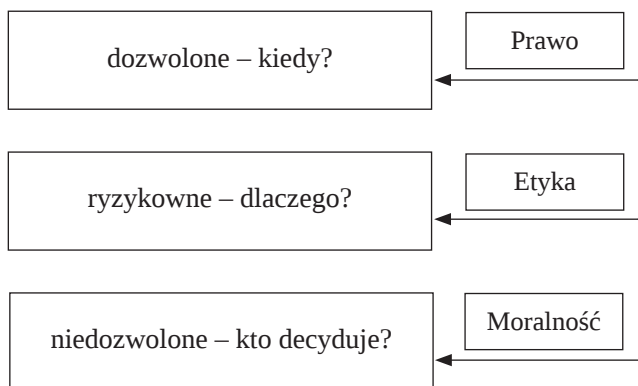 dozwolone – kiedy?
Prawo
ryzykowne – dlaczego?
Etyka
niedozwolone – kto decyduje?
Moralność